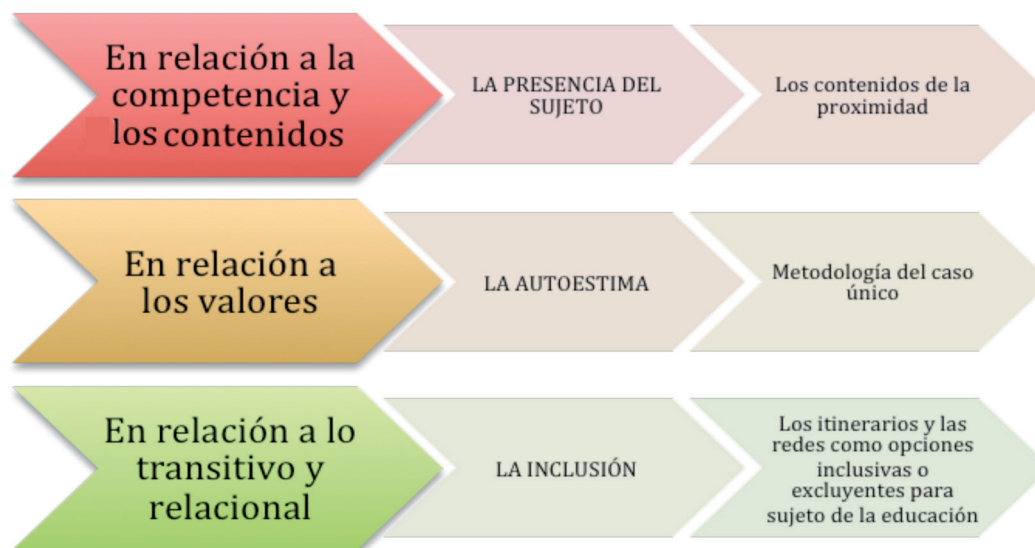 En relación a la
competencia y
los contenidos
LA PRESENCIA DEL
SUJETO
Los contenidos de la
proximidad
En relación a
los valores
LA AUTOESTIMA
Metodología del caso
único
En relación a lo
transitivo y
relacional
LA INCLUSIÓN
Los itinerarios y las
redes como opciones
inclusivas o
excluyentes para
sujeto de la educación